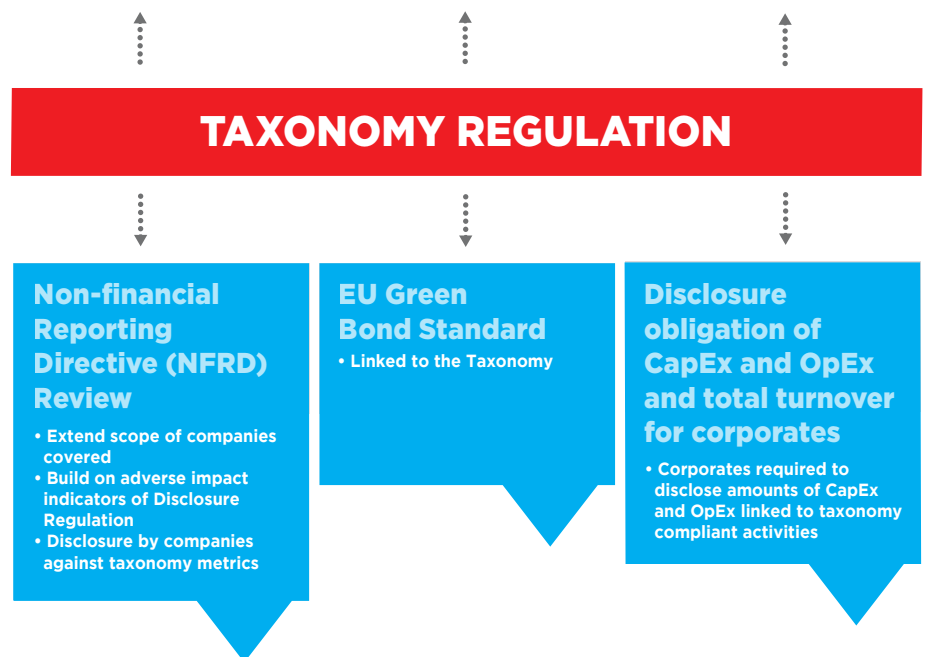 TAXONOMY REGULATION
Non-financial
Reporting
Directive (NFRD)
Review
• Extend scope of companies
covered
• Build on adverse impact
indicators of Disclosure
Regulation
• Disclosure by companies
against taxonomy metrics
EU Green
Bond Standard
• Linked to the Taxonomy
Disclosure
obligation of
CapEx and OpEx
and total turnover
for corporates
• Corporates required to
disclose amounts of CapEx
and OpEx linked to taxonomy
compliant activities